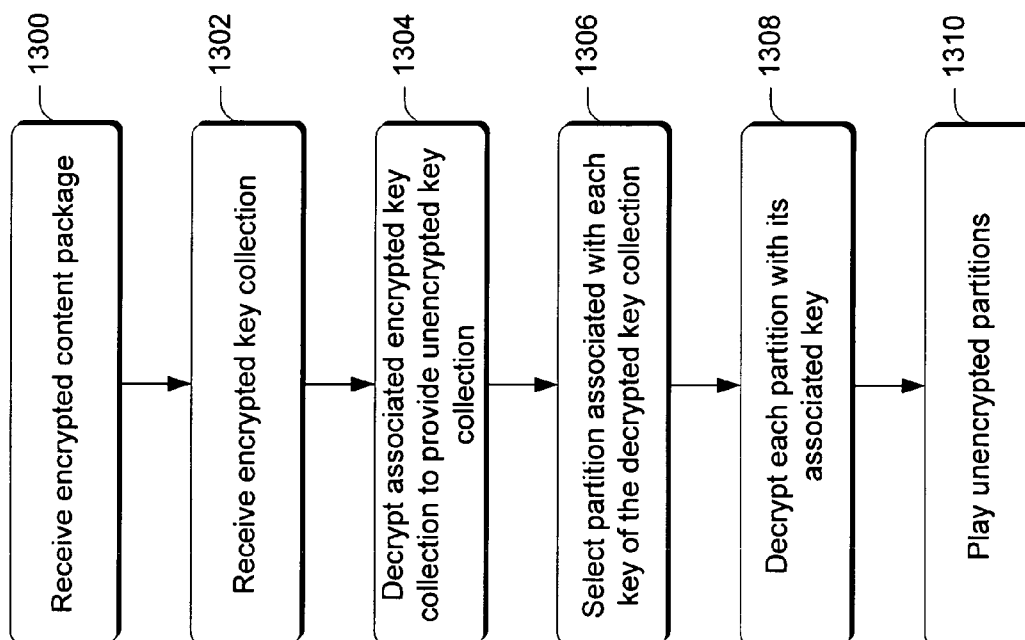 1300
Receive encrypted content package
1302
Receive encrypted key collection
1304
Decrypt associated encrypted key
collection to provide unencrypted key
collection
1306
Select partition associated with each
key of the decrypted key collection
1308
Decrypt each partition with its
associated key
1310
Play unencrypted partitions